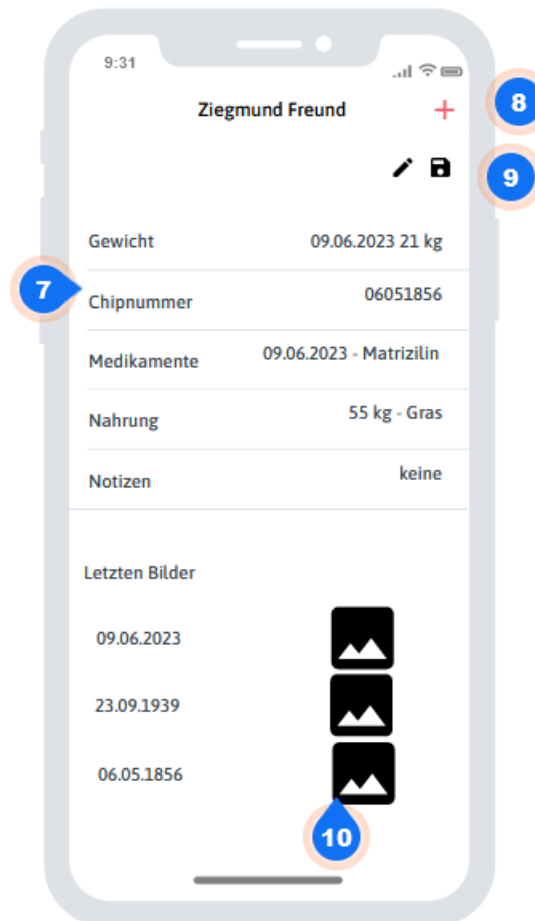 9:31
Ziegmund Freund
8
9
Gewicht 09.06.2023 21 kg
7
Chipnummer 06051856
Medikamente 09.06.2023 - Matrizilin
Nahrung 55 kg - Gras
Notizen keine
Letzten Bilder
09.06.2023
23.09.1939
06.05.1856
10